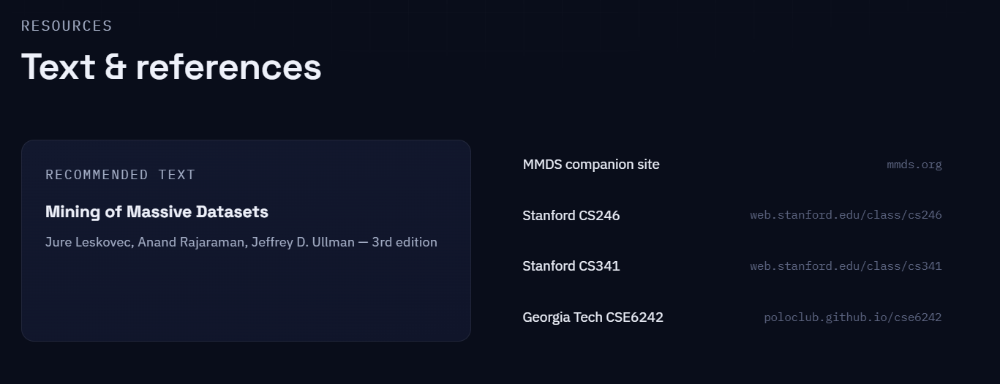 RESOURCES
Text & references
RECOMMENDED TEXT
Mining of Massive Datasets
Jure Leskovec, Anand Rajaraman, Jeffrey D. Ullman — 3rd edition
MMDS companion site mmds.org
Stanford CS246 web.stanford.edu/class/cs246
Stanford CS341 web.stanford.edu/class/cs341
Georgia Tech CSE6242 poloclub.github.io/cse6242